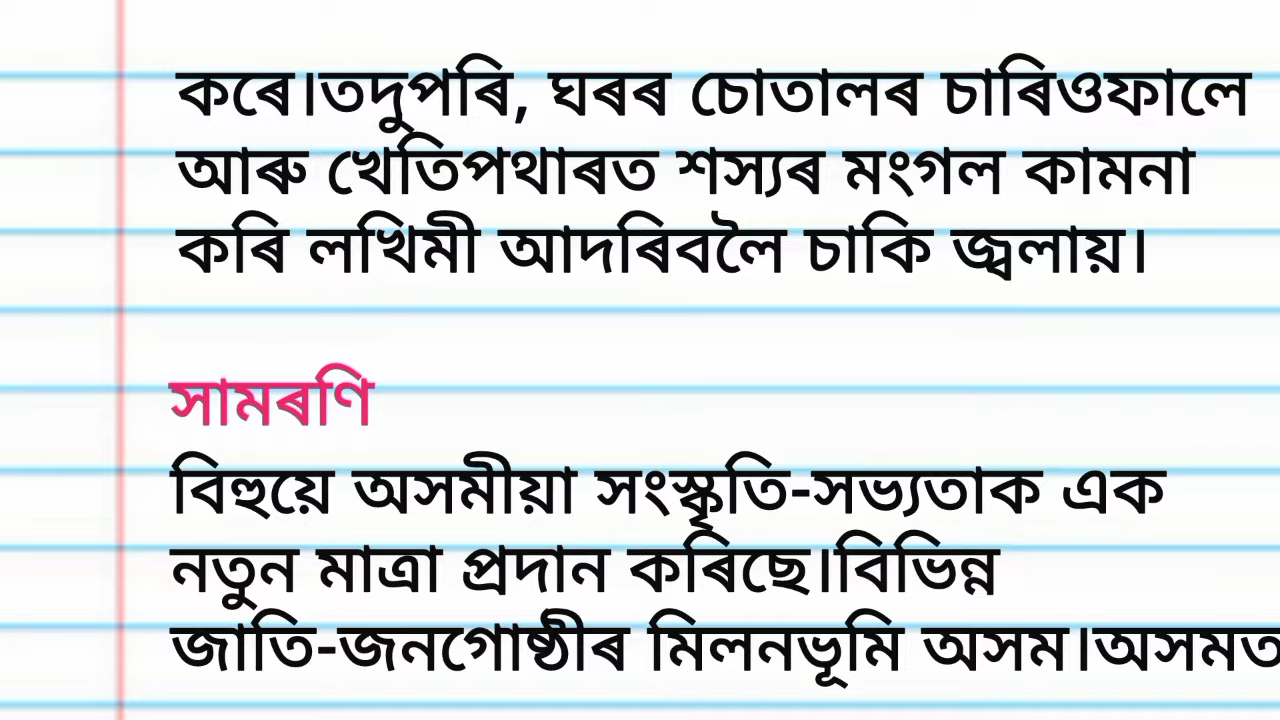 কৰে।তদুপৰি, ঘৰৰ চোতালৰ চাৰিওফালে
আৰু খেতিপথাৰত শস্যৰ মংগল কামনা
কৰি লখিমী আদৰিবলৈ চাকি জ্বলায়।
সামৰণি
বিহুয়ে অসমীয়া সংস্কৃতি-সভ্যতাক এক
নতুন মাত্ৰা প্ৰদান কৰিছে।বিভিন্ন
জাতি-জনগোষ্ঠীৰ মিলনভূমি অসম।অসমত